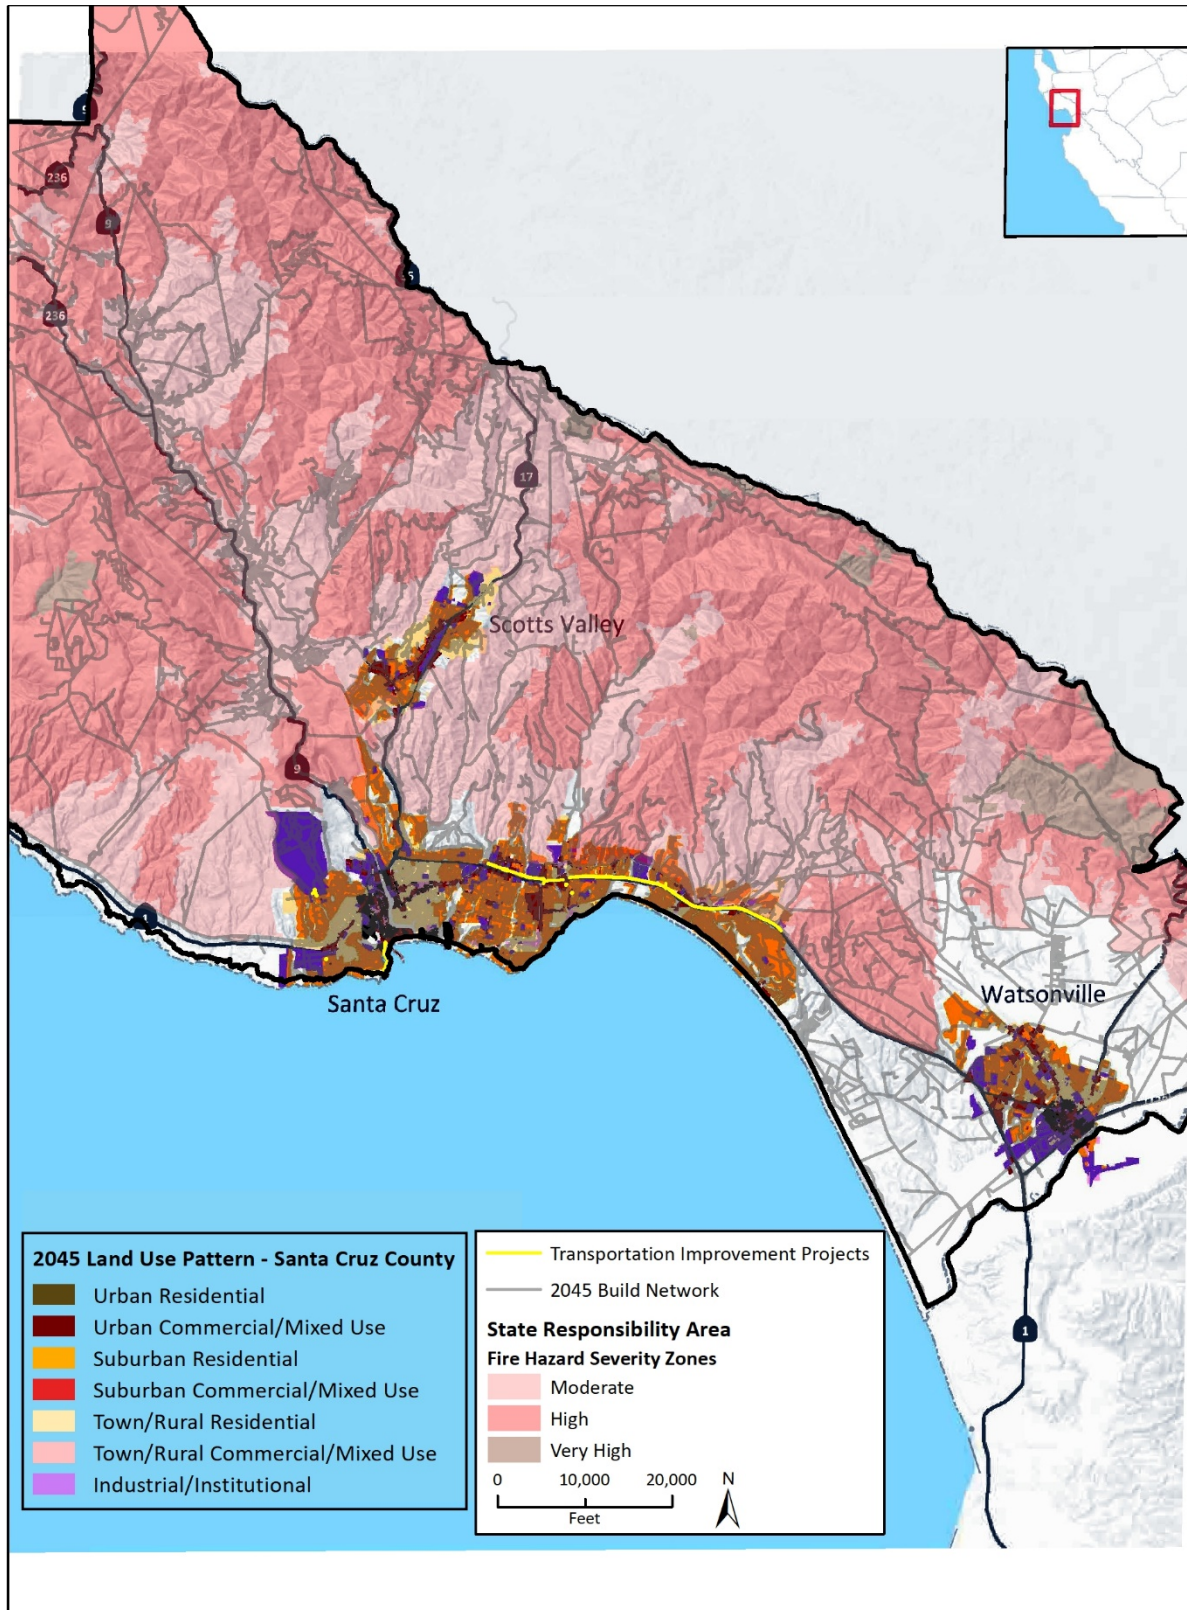 9
236
9
35
236
17
Scotts Valley
9
1
Santa Cruz
Watsonville
1
2045 Land Use Pattern - Santa Cruz County
Urban Residential
Urban Commercial/Mixed Use
Suburban Residential
Suburban Commercial/Mixed Use
Town/Rural Residential
Town/Rural Commercial/Mixed Use
Industrial/Institutional
Transportation Improvement Projects
2045 Build Network
State Responsibility Area
Fire Hazard Severity Zones
Moderate
High
Very High
0 10,000 20,000
Feet
N